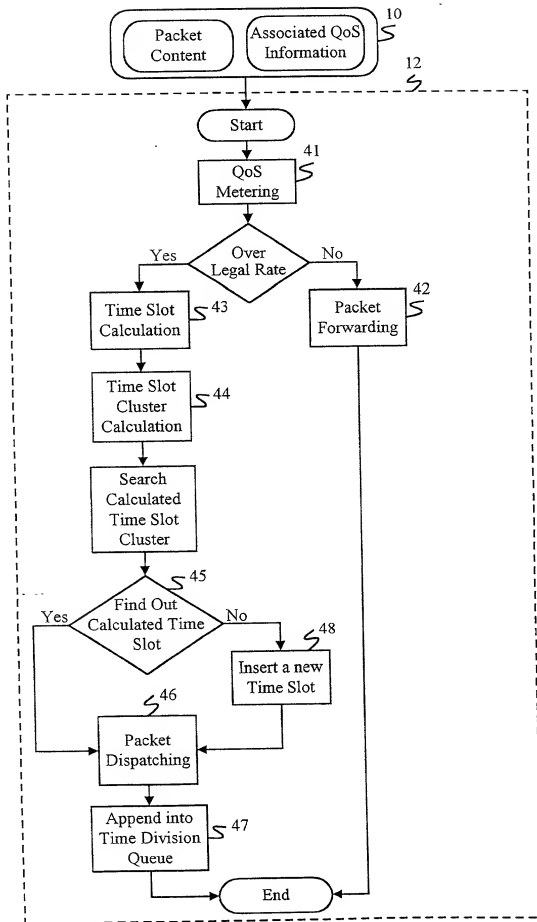 Packet
Content
Associated QoS
Information
10
12
Start
QoS
Metering
41
Over
Legal Rate
Yes
No
Time Slot
Calculation
43
Packet
Forwarding
42
Time Slot
Cluster
Calculation
44
Search
Calculated
Time Slot
Cluster
45
Find Out
Calculated Time
Slot
Yes
No
48
Insert a new
Time Slot
46
Packet
Dispatching
Append into
Time Division
Queue
47
End